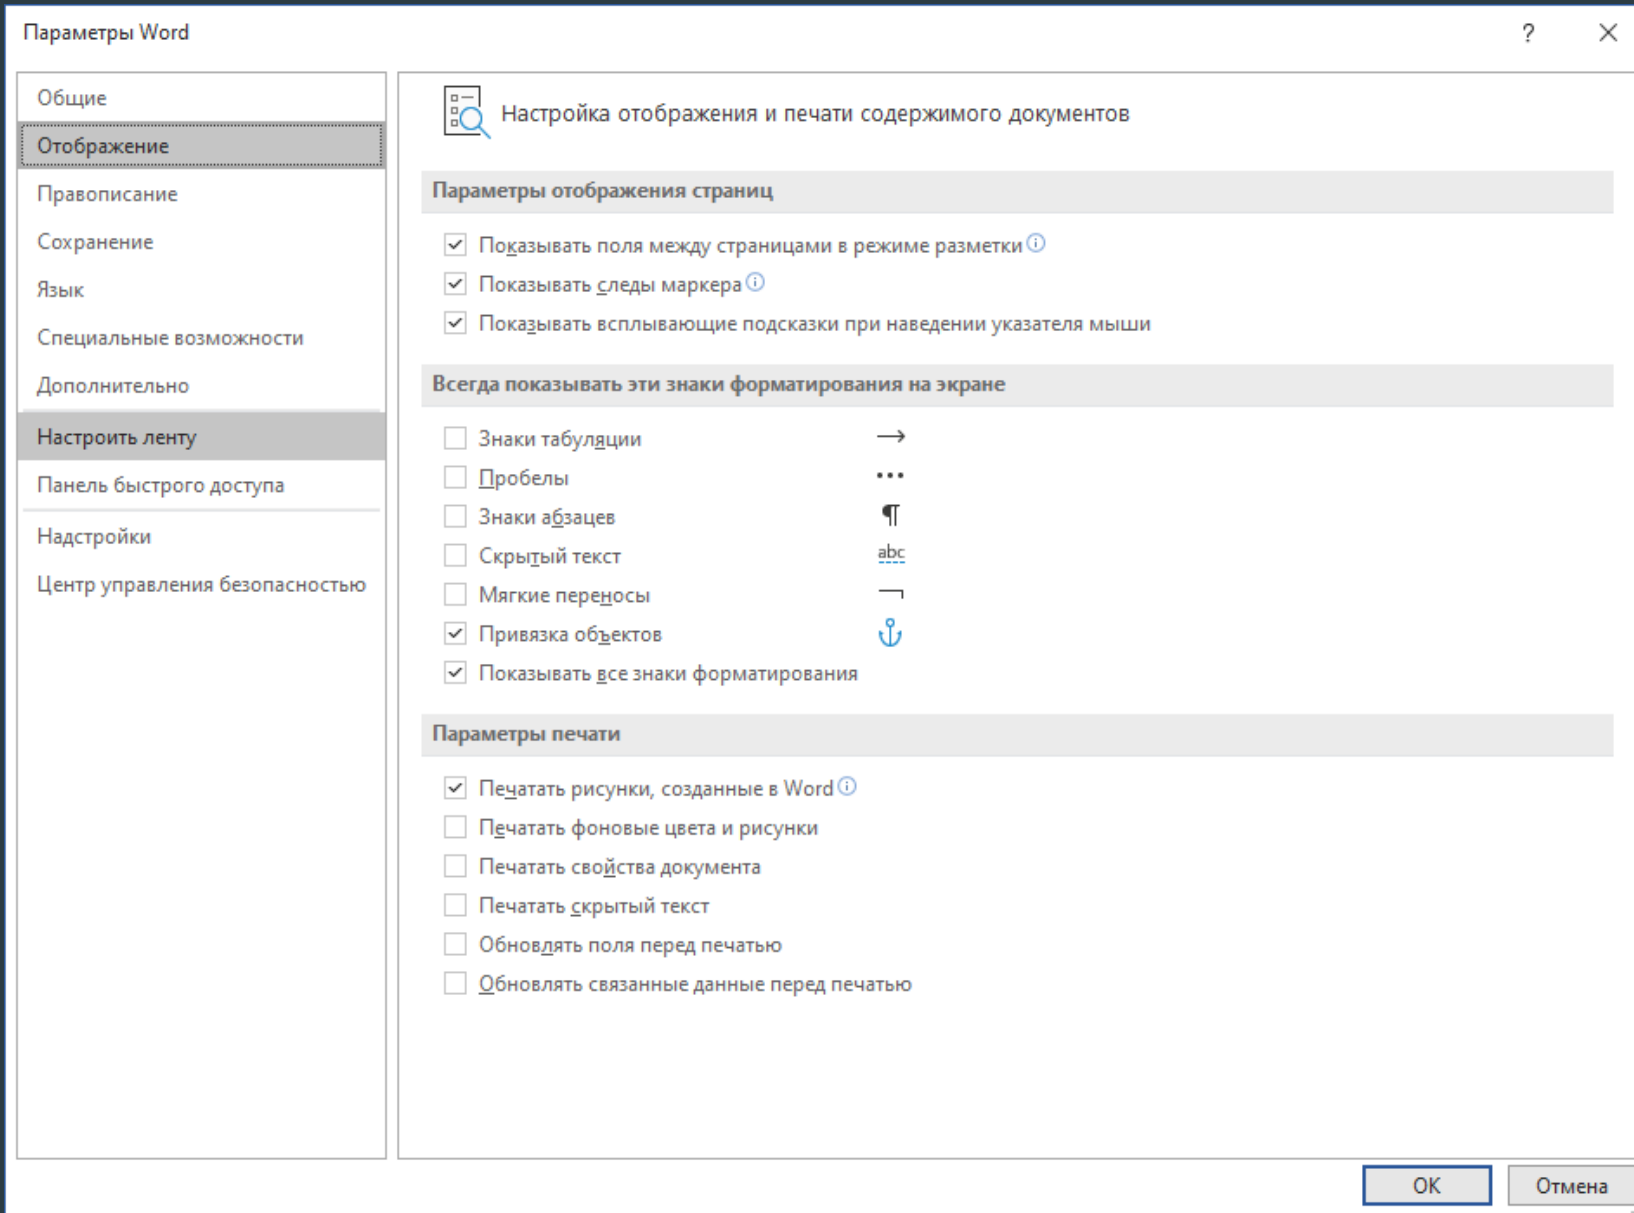 Параметры Word
?
Общие
Отображение
Правописание
Сохранение
Язык
Специальные возможности
Дополнительно
Настроить ленту
Панель быстрого доступа
Надстройки
Центр управления безопасностью
Настройка отображения и печати содержимого документов
Параметры отображения страниц
Показывать поля между страницами в режиме разметки
Показывать следы маркера
Показывать всплывающие подсказки при наведении указателя мыши
Всегда показывать эти знаки форматирования на экране
Знаки табуляции →
Пробелы •••
Знаки абзацев ¶
Скрытый текст abc
Мягкие переносы ¬
Привязка объектов
Показывать все знаки форматирования
Параметры печати
Печатать рисунки, созданные в Word
Печатать фоновые цвета и рисунки
Печатать свойства документа
Печатать скрытый текст
Обновлять поля перед печатью
Обновлять связанные данные перед печатью
ОК Отмена